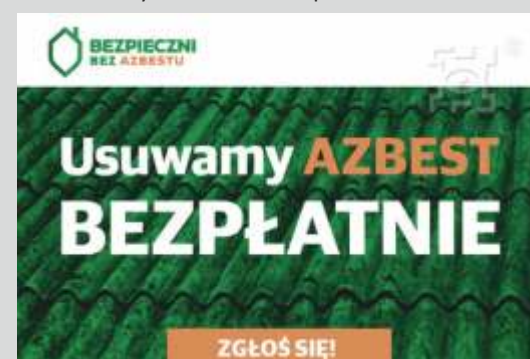 BEZPIECZNI
BEZ AZBESTU
Usuwamy AZBEST
BEZPŁATNIE
ZGŁOŚ SIĘ!